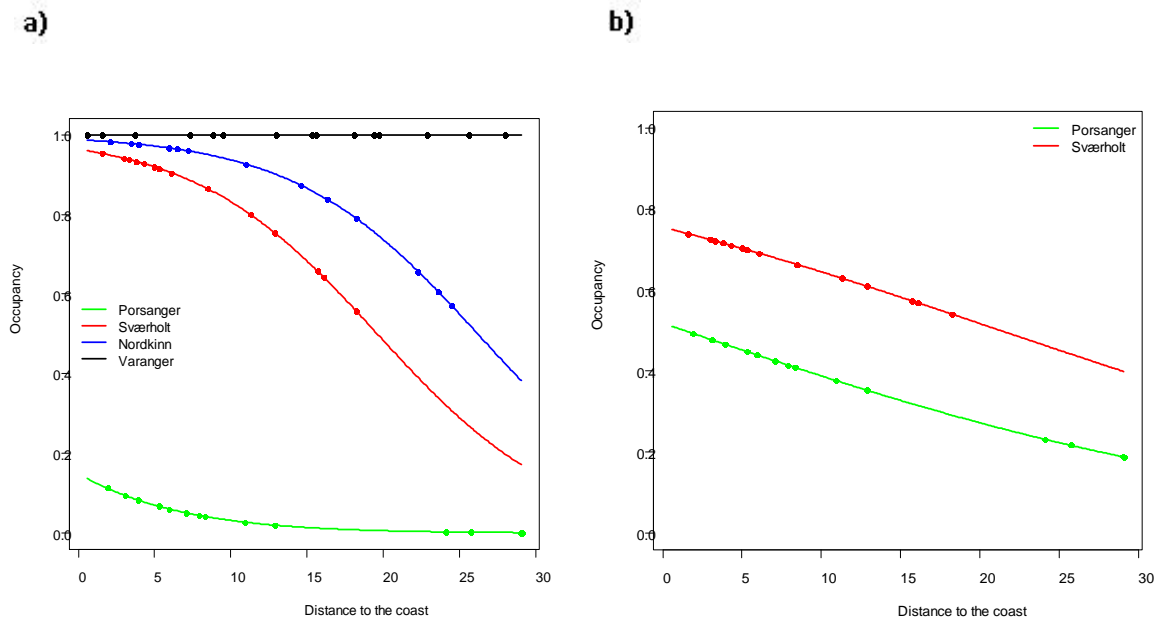 a)
1.0
0.8
0.6
0.4
0.2
0.0
Occupancy
Porsanger
Sværholt
Nordkinn
Varanger
0 5 10 15 20 25 30
Distance to the coast
b)
1.0
0.8
0.6
0.4
0.2
0.0
Occupancy
Porsanger
Sværholt
0 5 10 15 20 25 30
Distance to the coast